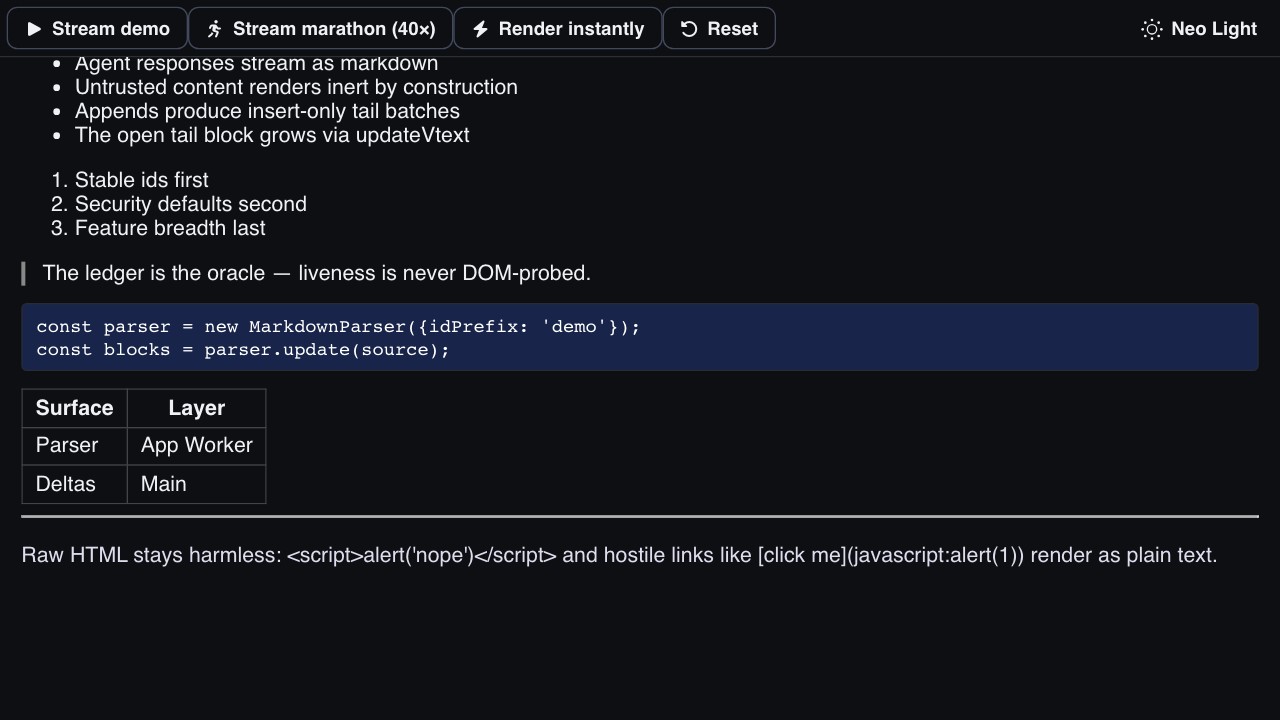 Stream demo
Stream marathon (40×)
Render instantly
Reset
Neo Light
• Agent responses stream as markdown
• Untrusted content renders inert by construction
• Appends produce insert-only tail batches
• The open tail block grows via updateVtext
1. Stable ids first
2. Security defaults second
3. Feature breadth last
The ledger is the oracle — liveness is never DOM-probed.
const parser = new MarkdownParser({idPrefix: 'demo'});
const blocks = parser.update(source);
Surface Layer
Parser App Worker
Deltas Main
Raw HTML stays harmless: <script>alert('nope')</script> and hostile links like [click me](javascript:alert(1)) render as plain text.